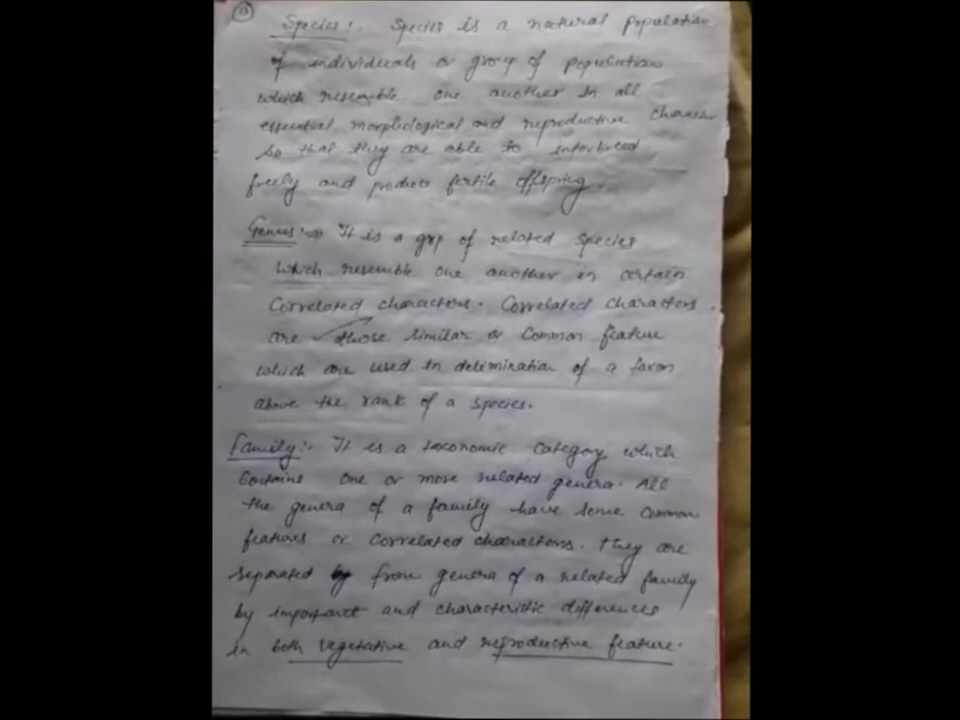 13
Species:- Species is a natural population
of individuals or group of population
which resemble one another in all
essential morphological and reproductive
so that they are able to interbreed
freely and produce fertile offspring.
Genus:- It is a grp of related species
which resemble one another in certain
Correlated characters. Correlated characters
are those similar or Common feature
which are used in delimination of a taxon
above the rank of a species.
Family:- It is a taxonomic category which
Contains one or more related genera. All
the genera of a family have some common
features or correlated characters. They are
seperated from genera of a related family
by important and characteristic differences
in both vegetative and reproductive feature.